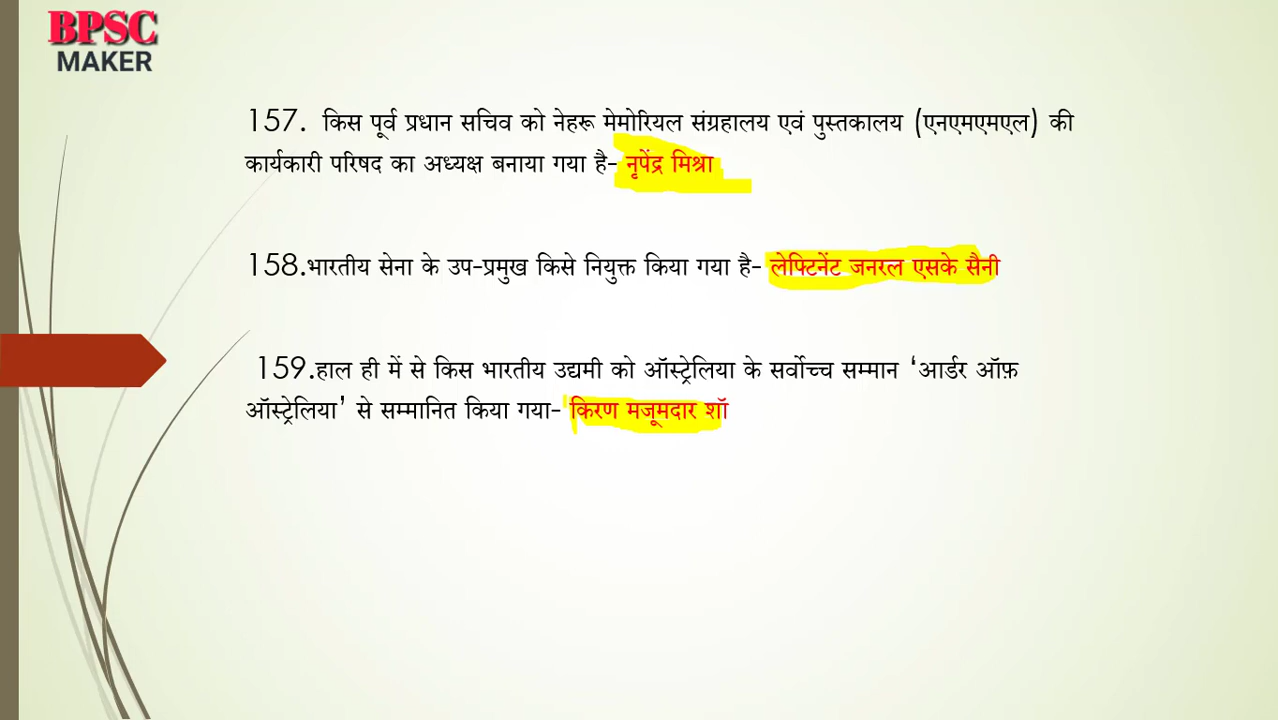 BPSC
MAKER
157. किस पूर्व प्रधान सचिव को नेहरू मेमोरियल संग्रहालय एवं पुस्तकालय (एनएमएमएल) की
कार्यकारी परिषद का अध्यक्ष बनाया गया है- नृपेंद्र मिश्रा
158.भारतीय सेना के उप-प्रमुख किसे नियुक्त किया गया है- लेफ्टिनेंट जनरल एसके सैनी
159.हाल ही में से किस भारतीय उद्यमी को ऑस्ट्रेलिया के सर्वोच्च सम्मान ‘आर्डर ऑफ़
ऑस्ट्रेलिया’ से सम्मानित किया गया- किरण मजूमदार शॉ